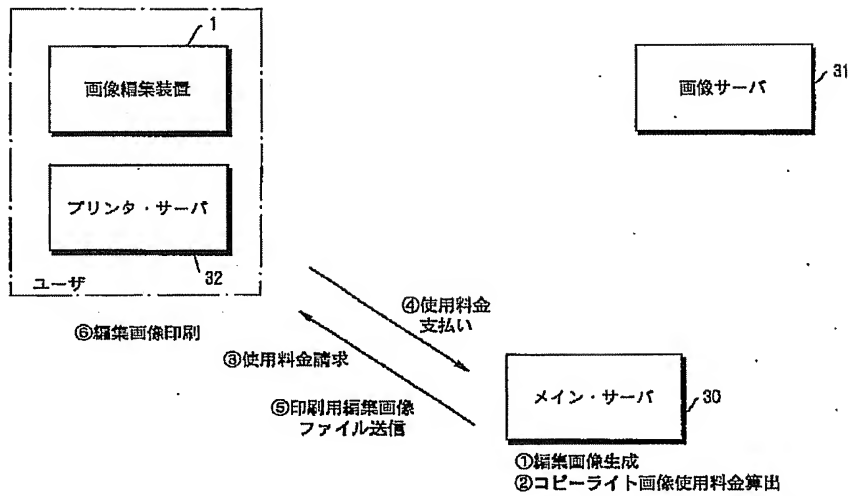 1
画像編集装置
画像サーバ
31
プリンタ・サーバ
32
ユーザ
④使用料金
支払い
⑥編集画像印刷
③使用料金請求
⑤印刷用編集画像
ファイル送信
メイン・サーバ
30
①編集画像生成
②コピーライト画像使用料金算出